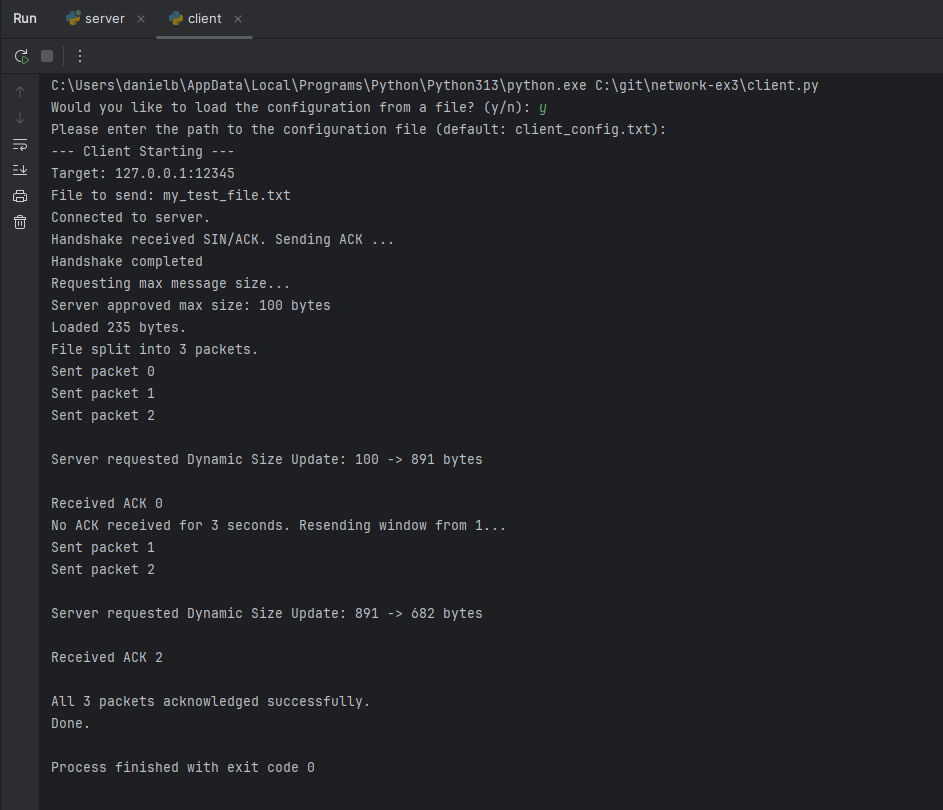 Run server × client ×
C:\Users\danielb\AppData\Local\Programs\Python\Python313\python.exe C:\git\network-ex3\client.py
Would you like to load the configuration from a file? (y/n): y
Please enter the path to the configuration file (default: client_config.txt):
--- Client Starting ---
Target: 127.0.0.1:12345
File to send: my_test_file.txt
Connected to server.
Handshake received SIN/ACK. Sending ACK ...
Handshake completed
Requesting max message size...
Server approved max size: 100 bytes
Loaded 235 bytes.
File split into 3 packets.
Sent packet 0
Sent packet 1
Sent packet 2
Server requested Dynamic Size Update: 100 -> 891 bytes
Received ACK 0
No ACK received for 3 seconds. Resending window from 1...
Sent packet 1
Sent packet 2
Server requested Dynamic Size Update: 891 -> 682 bytes
Received ACK 2
All 3 packets acknowledged successfully.
Done.
Process finished with exit code 0